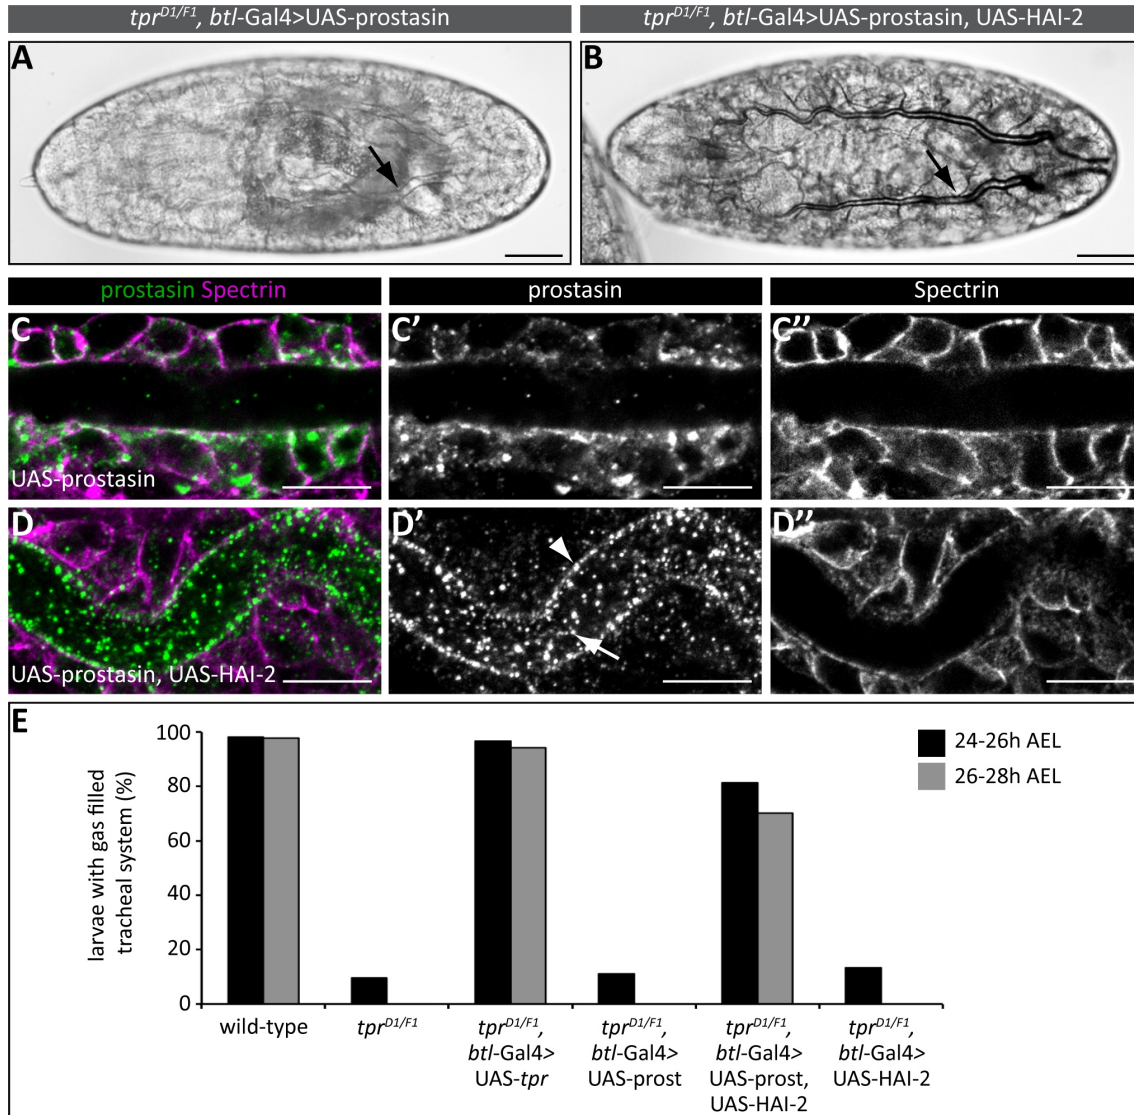 tpr^D1/F1, btl-Gal4>UAS-prostasin
tpr^D1/F1, btl-Gal4>UAS-prostasin, UAS-HAI-2
A
B
prostasin Spectrin
prostasin
Spectrin
C
C’
C’’
UAS-prostasin
D
D’
D’’
UAS-prostasin, UAS-HAI-2
E
100
80
60
40
20
0
larvae with gas filled
tracheal system (%)
24-26h AEL
26-28h AEL
wild-type
tpr^D1/F1
tpr^D1/F1,
btl-Gal4>
UAS-tpr
tpr^D1/F1,
btl-Gal4>
UAS-prost
tpr^D1/F1,
btl-Gal4>
UAS-prost,
UAS-HAI-2
tpr^D1/F1,
btl-Gal4>
UAS-HAI-2